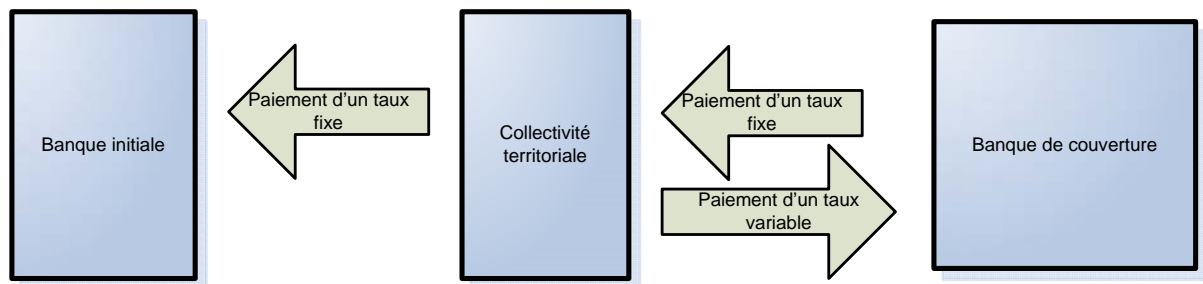 Banque initiale
Paiement d'un taux
fixe
Collectivité
territoriale
Paiement d'un taux
fixe
Paiement d'un taux
variable
Banque de couverture